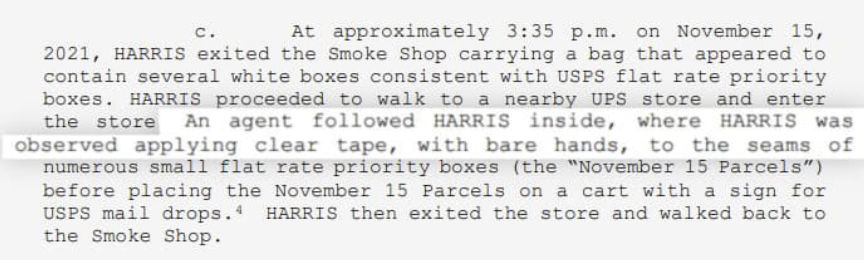 c. At approximately 3:35 p.m. on November 15,
2021, HARRIS exited the Smoke Shop carrying a bag that appeared to
contain several white boxes consistent with USPS flat rate priority
boxes. HARRIS proceeded to walk to a nearby UPS store and enter
the store An agent followed HARRIS inside, where HARRIS was
observed applying clear tape, with bare hands, to the seams of
numerous small flat rate priority boxes (the “November 15 Parcels”)
before placing the November 15 Parcels on a cart with a sign for
USPS mail drops.⁴ HARRIS then exited the store and walked back to
the Smoke Shop.